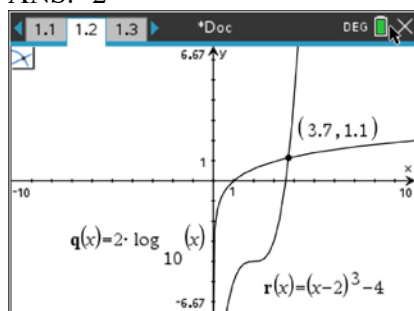 ANS: 2
1.1 1.2 1.3 *Doc DEG
6.67 y
(3.7,1.1)
1
x
-10 1 10
q(x)=2· log₁₀(x)
r(x)=(x−2)³−4
-6.67